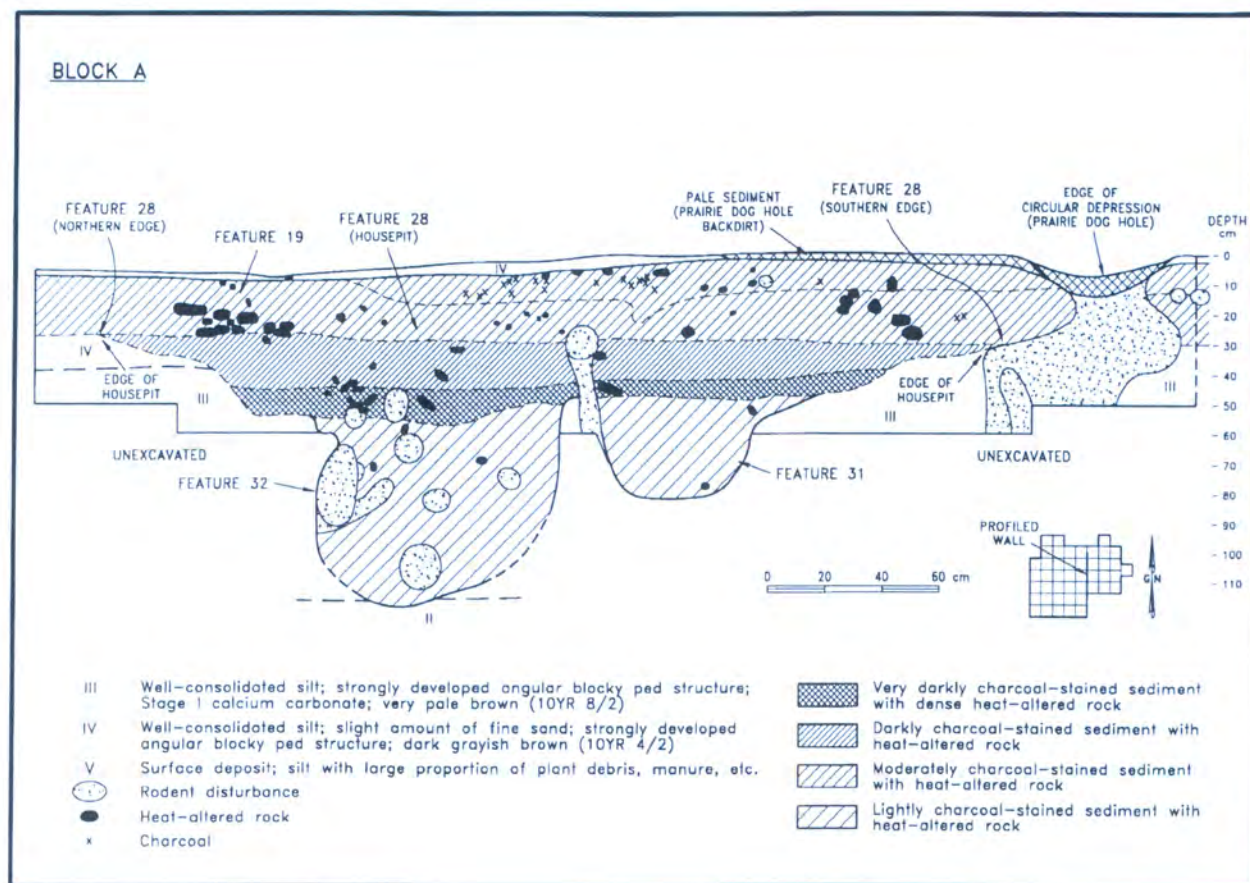 BLOCK A
FEATURE 28
(NORTHERN EDGE)
FEATURE 19
FEATURE 28
(HOUSEPIT)
PALE SEDIMENT
(PRAIRIE DOG HOLE
BACKDIRT)
FEATURE 28
(SOUTHERN EDGE)
EDGE OF
CIRCULAR DEPRESSION
(PRAIRIE DOG HOLE)
DEPTH
cm
0
10
20
30
40
50
60
70
80
90
100
110
IV
IV
EDGE OF
HOUSEPIT
III
III
EDGE OF
HOUSEPIT
III
UNEXCAVATED
FEATURE 32
FEATURE 31
UNEXCAVATED
II
PROFILED
WALL
GN
0 20 40 60 cm
III Well-consolidated silt; strongly developed angular blocky ped structure;
Stage I calcium carbonate; very pale brown (10YR 8/2)
IV Well-consolidated silt; slight amount of fine sand; strongly developed
angular blocky ped structure; dark grayish brown (10YR 4/2)
V Surface deposit; silt with large proportion of plant debris, manure, etc.
Rodent disturbance
Heat-altered rock
x Charcoal
Very darkly charcoal-stained sediment
with dense heat-altered rock
Darkly charcoal-stained sediment with
heat-altered rock
Moderately charcoal-stained sediment
with heat-altered rock
Lightly charcoal-stained sediment with
heat-altered rock